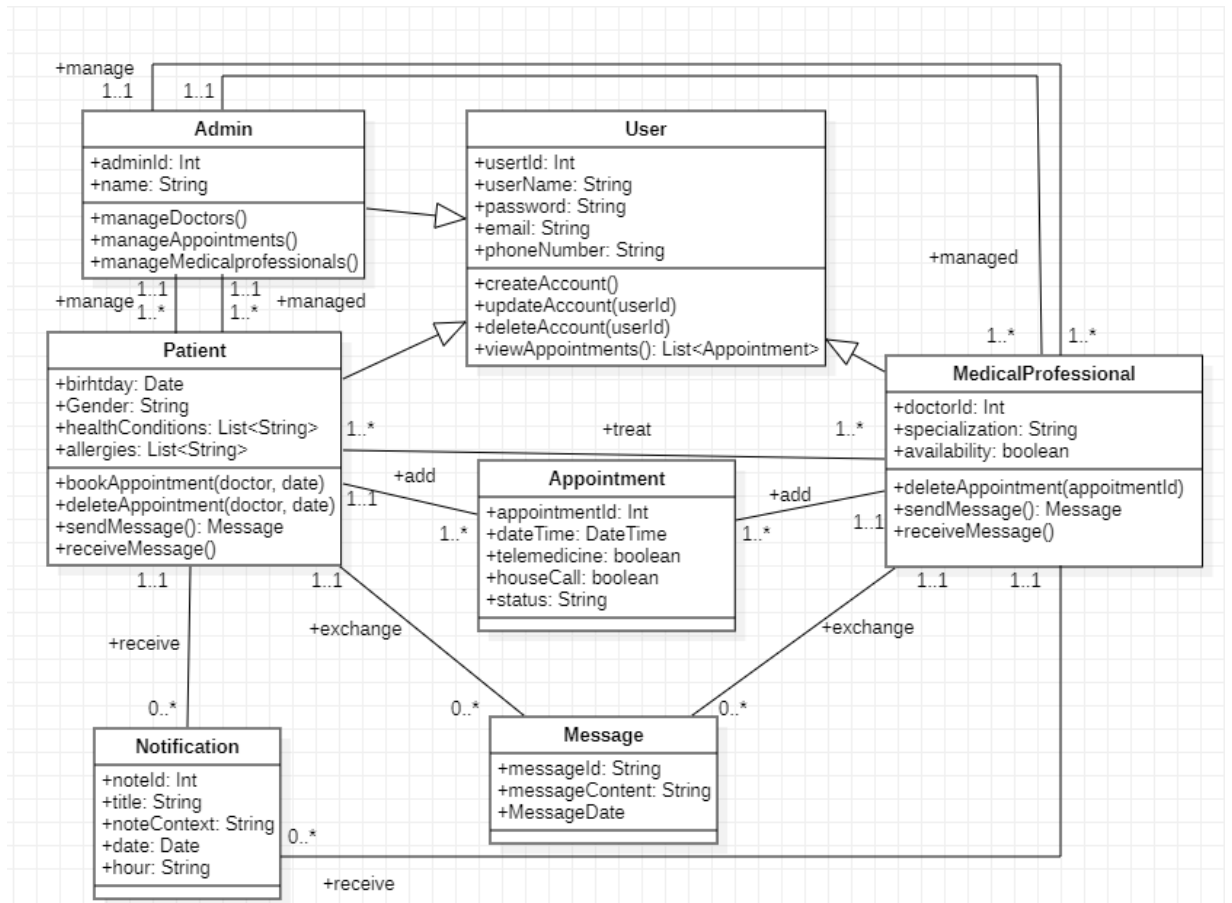 +manage
1..1
1..1
Admin
+adminId: Int
+name: String
+manageDoctors()
+manageAppointments()
+manageMedicalprofessionals()
User
+usertId: Int
+userName: String
+password: String
+email: String
+phoneNumber: String
+createAccount()
+updateAccount(userId)
+deleteAccount(userId)
+viewAppointments(): List<Appointment>
+managed
1..*
1..*
+manage
1..1
1..*
1..1
1..*
+managed
Patient
+birhtday: Date
+Gender: String
+healthConditions: List<String>
+allergies: List<String>
+bookAppointment(doctor, date)
+deleteAppointment(doctor, date)
+sendMessage(): Message
+receiveMessage()
MedicalProfessional
+doctorId: Int
+specialization: String
+availability: boolean
+deleteAppointment(appoitmentId)
+sendMessage(): Message
+receiveMessage()
1..*
+treat
1..*
+add
1..1
1..*
Appointment
+appointmentId: Int
+dateTime: DateTime
+telemedicine: boolean
+houseCall: boolean
+status: String
+add
1..*
1..1
1..1
1..1
1..1
1..1
+receive
+exchange
+exchange
0..*
0..*
0..*
Notification
+noteId: Int
+title: String
+noteContext: String
+date: Date
+hour: String
Message
+messageId: String
+messageContent: String
+MessageDate
0..*
+receive